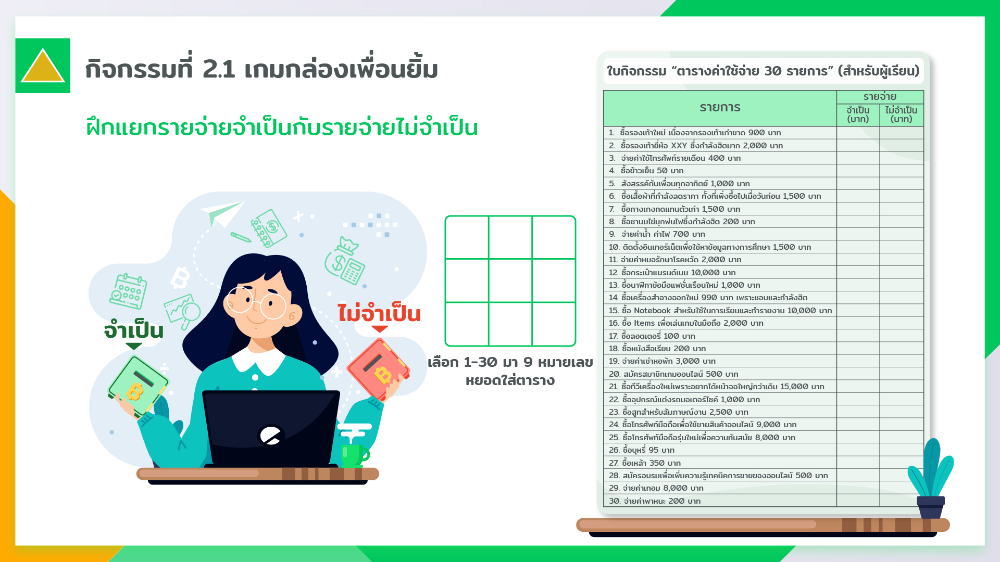 กิจกรรมที่ 2.1 เกมกล่องเพื่อนยิ้ม
ฝึกแยกรายจ่ายจำเป็นกับรายจ่ายไม่จำเป็น
จำเป็น
ไม่จำเป็น
เลือก 1-30 มา 9 หมายเลข
หยอดใส่ตาราง
ใบกิจกรรม “ตารางค่าใช้จ่าย 30 รายการ” (สำหรับผู้เรียน)
รายการ
รายจ่าย
จำเป็น
(บาท)
ไม่จำเป็น
(บาท)
1. ซื้อรองเท้าใหม่ เนื่องจากรองเท้าเก่าขาด 900 บาท
2. ซื้อรองเท้ายี่ห้อ XXY ซึ่งกำลังฮิตมาก 2,000 บาท
3. จ่ายค่าใช้โทรศัพท์รายเดือน 400 บาท
4. ซื้อข้าวเย็น 50 บาท
5. สังสรรค์กับเพื่อนทุกอาทิตย์ 1,000 บาท
6. ซื้อเสื้อผ้าที่กำลังลดราคา ทั้งที่เพิ่งซื้อไปเมื่อวันก่อน 1,500 บาท
7. ซื้อกางเกงทดแทนตัวเก่า 1,500 บาท
8. ซื้อชานมไข่มุกพ่นไฟซึ่งกำลังฮิต 200 บาท
9. จ่ายค่าน้ำ ค่าไฟ 700 บาท
10. ติดตั้งอินเทอร์เน็ตเพื่อใช้หาข้อมูลทางการศึกษา 1,500 บาท
11. จ่ายค่าหมอรักษาโรคหวัด 2,000 บาท
12. ซื้อกระเป๋าแบรนด์เนม 10,000 บาท
13. ซื้อนาฬิกาข้อมือแฟชั่นเรือนใหม่ 1,000 บาท
14. ซื้อเครื่องสำอางออกใหม่ 990 บาท เพราะชอบและกำลังฮิต
15. ซื้อ Notebook สำหรับใช้ในการเรียนและทำรายงาน 10,000 บาท
16. ซื้อ Items เพื่อเล่นเกมในมือถือ 2,000 บาท
17. ซื้อลอตเตอรี่ 100 บาท
18. ซื้อหนังสือเรียน 200 บาท
19. จ่ายค่าเช่าหอพัก 3,000 บาท
20. สมัครสมาชิกเกมออนไลน์ 500 บาท
21. ซื้อทีวีเครื่องใหม่เพราะอยากได้หน้าจอใหญ่กว่าเดิม 15,000 บาท
22. ซื้ออุปกรณ์แต่งรถมอเตอร์ไซค์ 1,000 บาท
23. ซื้อสูทสำหรับสัมภาษณ์งาน 2,500 บาท
24. ซื้อโทรศัพท์มือถือเพื่อใช้ขายสินค้าออนไลน์ 9,000 บาท
25. ซื้อโทรศัพท์มือถือรุ่นใหม่เพื่อความทันสมัย 8,000 บาท
26. ซื้อบุหรี่ 95 บาท
27. ซื้อเหล้า 350 บาท
28. สมัครอบรมเพื่อเพิ่มความรู้เทคนิคการขายของออนไลน์ 500 บาท
29. จ่ายค่าเทอม 8,000 บาท
30. จ่ายค่าพาหนะ 200 บาท